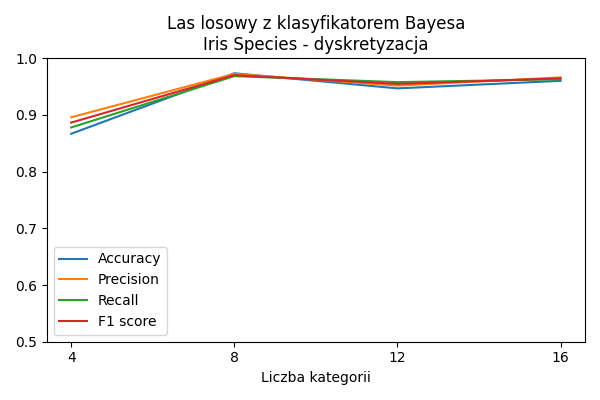 Las losowy z klasyfikatorem Bayesa
Iris Species - dyskretyzacja
1.0
0.9
0.8
0.7
0.6
0.5
Accuracy
Precision
Recall
F1 score
4
8
12
16
Liczba kategorii